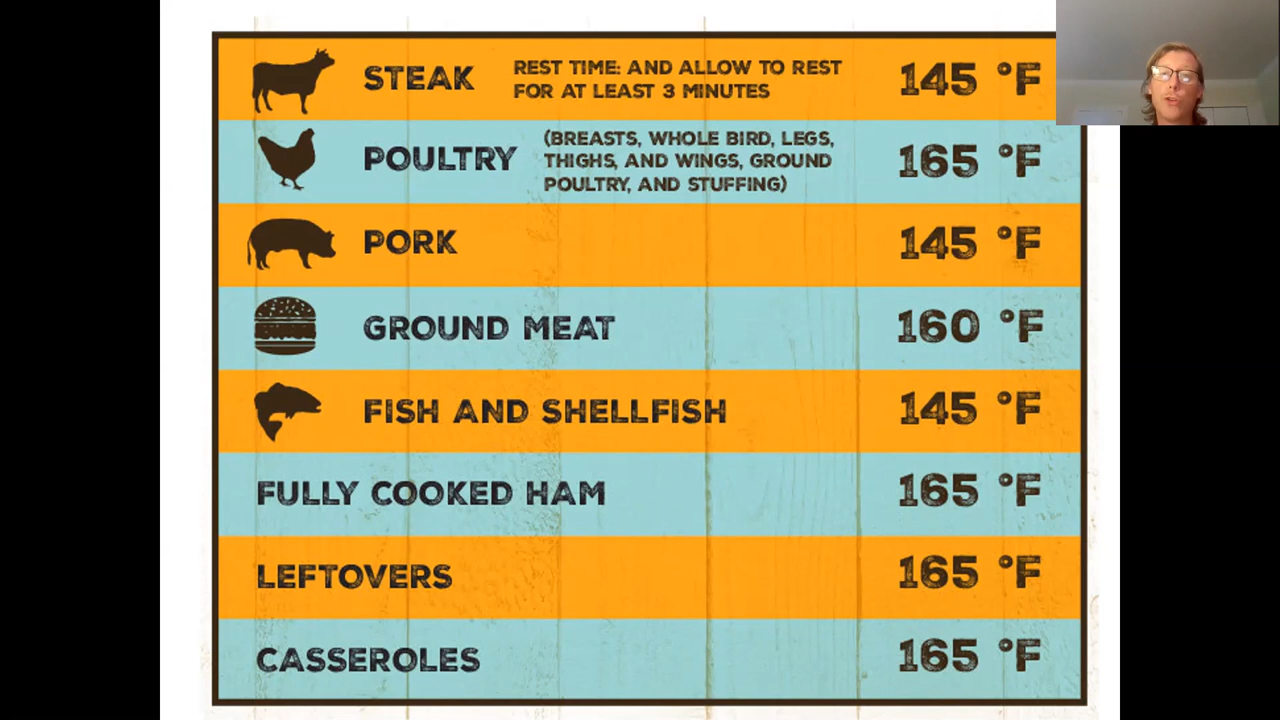 STEAK
REST TIME: AND ALLOW TO REST
FOR AT LEAST 3 MINUTES
145 °F
POULTRY
(BREASTS, WHOLE BIRD, LEGS,
THIGHS, AND WINGS, GROUND
POULTRY, AND STUFFING)
165 °F
PORK
145 °F
GROUND MEAT
160 °F
FISH AND SHELLFISH
145 °F
FULLY COOKED HAM
165 °F
LEFTOVERS
165 °F
CASSEROLES
165 °F